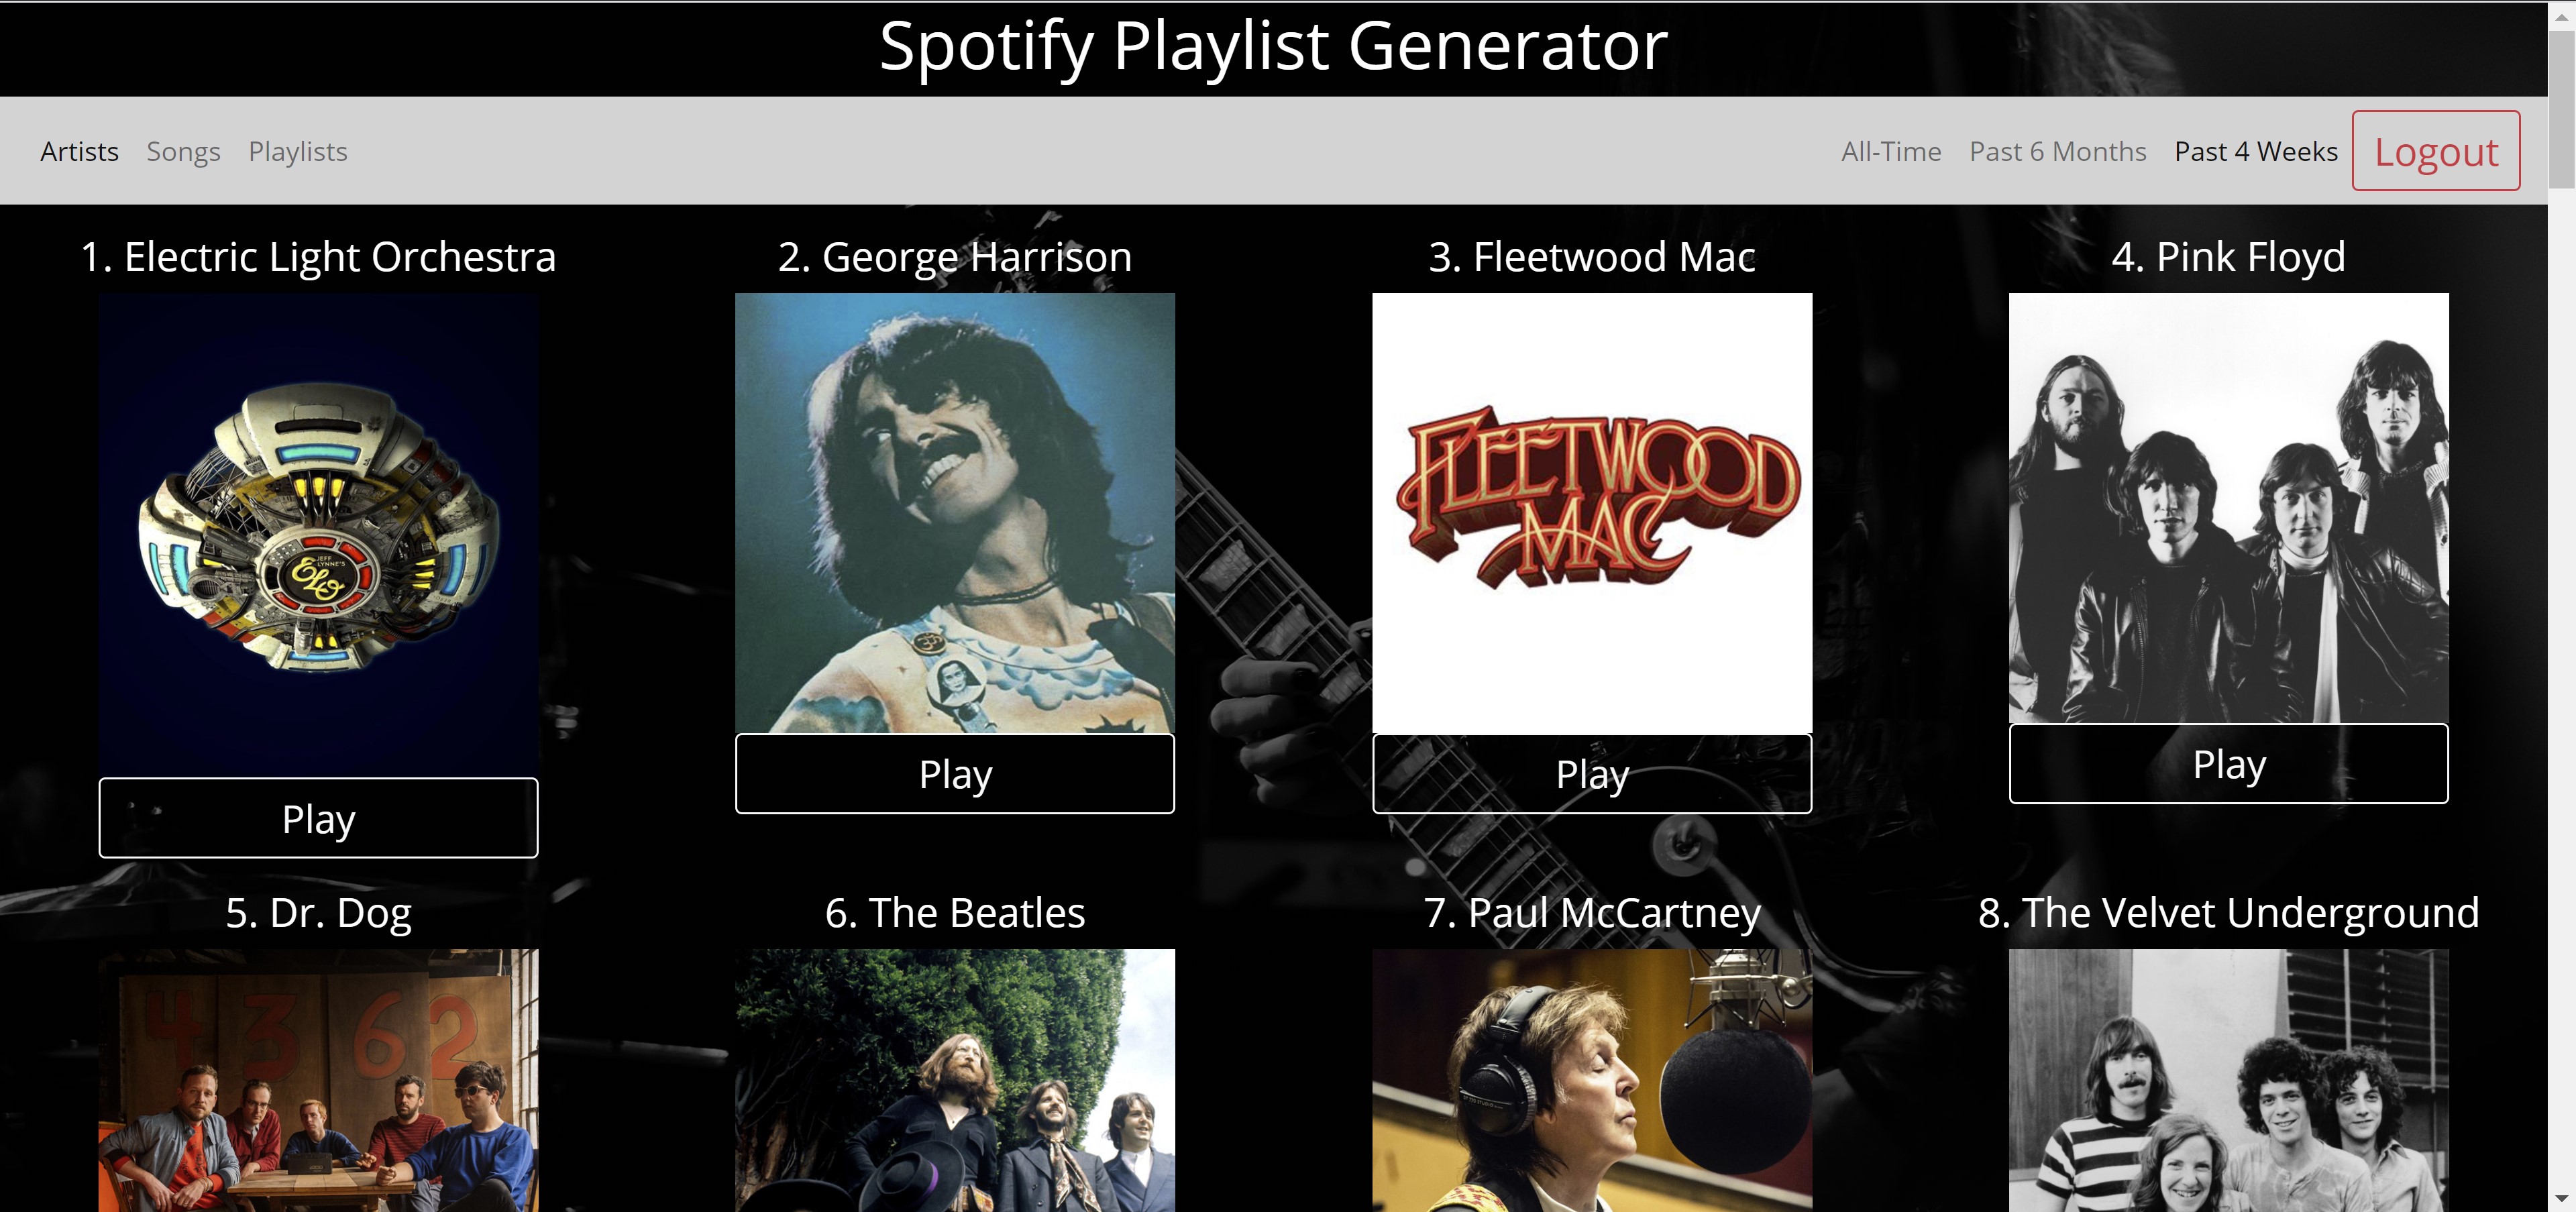 Spotify Playlist Generator
Artists Songs Playlists All-Time Past 6 Months Past 4 Weeks Logout
1. Electric Light Orchestra 2. George Harrison 3. Fleetwood Mac 4. Pink Floyd
JEFF
LYNNE'S
ELO
FLEETWOOD
MAC
Play Play Play Play
5. Dr. Dog 6. The Beatles 7. Paul McCartney 8. The Velvet Underground
4 3 6 2